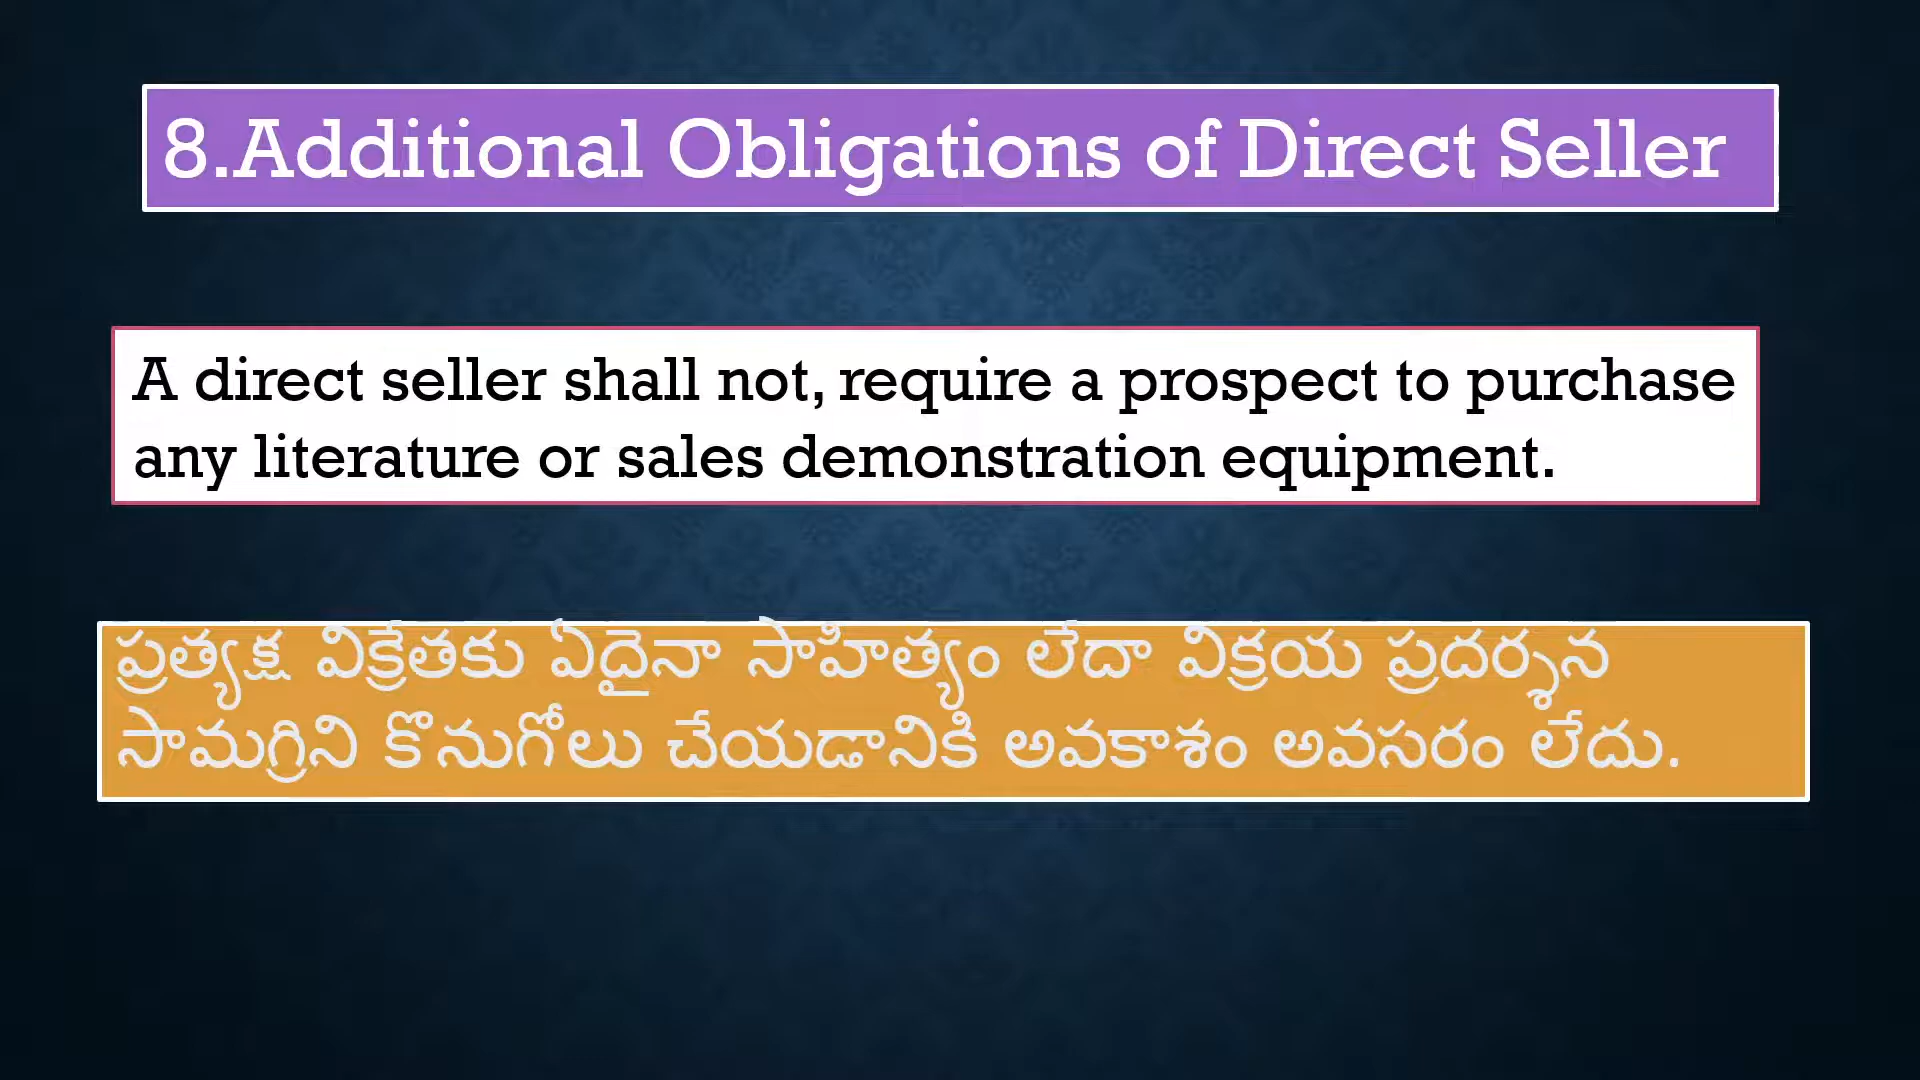 8.Additional Obligations of Direct Seller
A direct seller shall not, require a prospect to purchase
any literature or sales demonstration equipment.
ప్రత్యక్ష విక్రేతకు ఏదైనా సాహిత్యం లేదా విక్రయ ప్రదర్శన
సామగ్రిని కొనుగోలు చేయడానికి అవకాశం అవసరం లేదు.